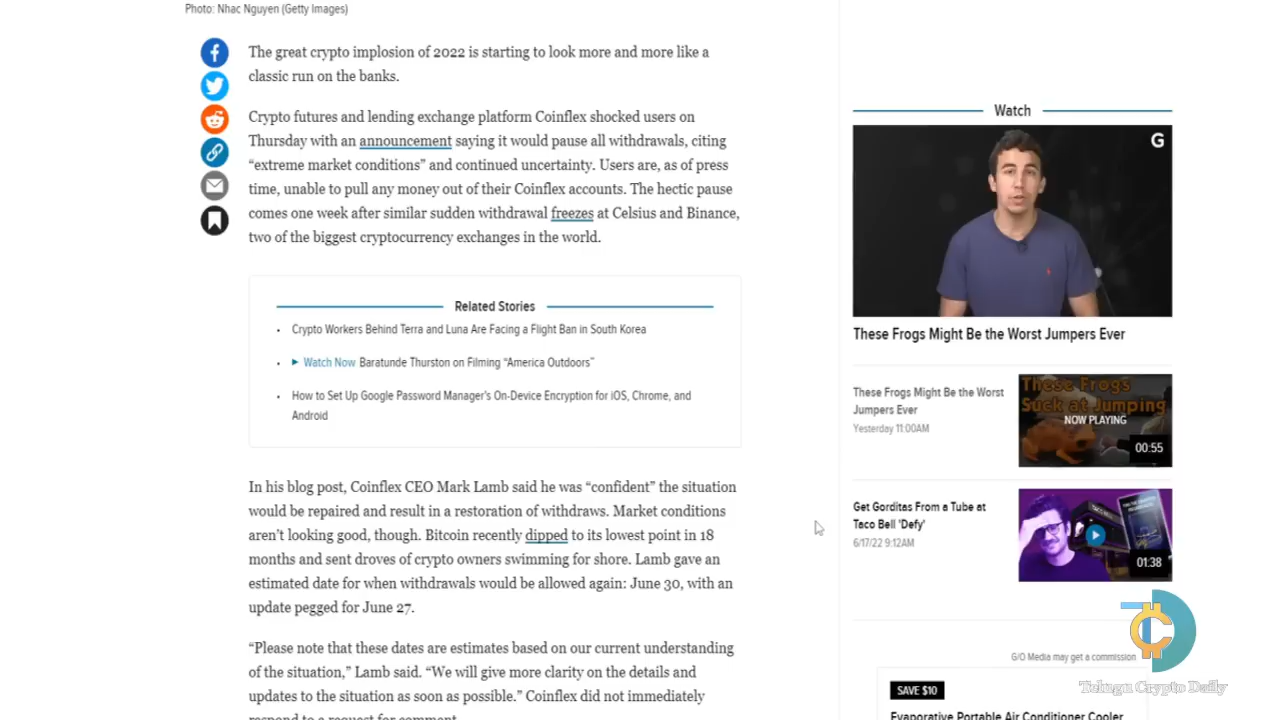 Photo: Nhac Nguyen (Getty Images)
The great crypto implosion of 2022 is starting to look more and more like a
classic run on the banks.
Crypto futures and lending exchange platform Coinflex shocked users on
Thursday with an announcement saying it would pause all withdrawals, citing
“extreme market conditions” and continued uncertainty. Users are, as of press
time, unable to pull any money out of their Coinflex accounts. The hectic pause
comes one week after similar sudden withdrawal freezes at Celsius and Binance,
two of the biggest cryptocurrency exchanges in the world.
Related Stories
Crypto Workers Behind Terra and Luna Are Facing a Flight Ban in South Korea
Watch Now Baratunde Thurston on Filming “America Outdoors”
How to Set Up Google Password Manager's On-Device Encryption for iOS, Chrome, and
Android
In his blog post, Coinflex CEO Mark Lamb said he was “confident” the situation
would be repaired and result in a restoration of withdraws. Market conditions
aren’t looking good, though. Bitcoin recently dipped to its lowest point in 18
months and sent droves of crypto owners swimming for shore. Lamb gave an
estimated date for when withdrawals would be allowed again: June 30, with an
update pegged for June 27.
“Please note that these dates are estimates based on our current understanding
of the situation,” Lamb said. “We will give more clarity on the details and
updates to the situation as soon as possible.” Coinflex did not immediately
respond to a request for comment.
Watch
G
These Frogs Might Be the Worst Jumpers Ever
These Frogs Might Be the Worst
Jumpers Ever
Yesterday 11:00AM
These Frogs
Suck at Jumping
NOW PLAYING
00:55
Get Gorditas From a Tube at
Taco Bell 'Defy'
6/17/22 9:12AM
01:38
G/O Media may get a commission
Telugu Crypto Daily
SAVE $10
Evaporative Portable Air Conditioner Cooler